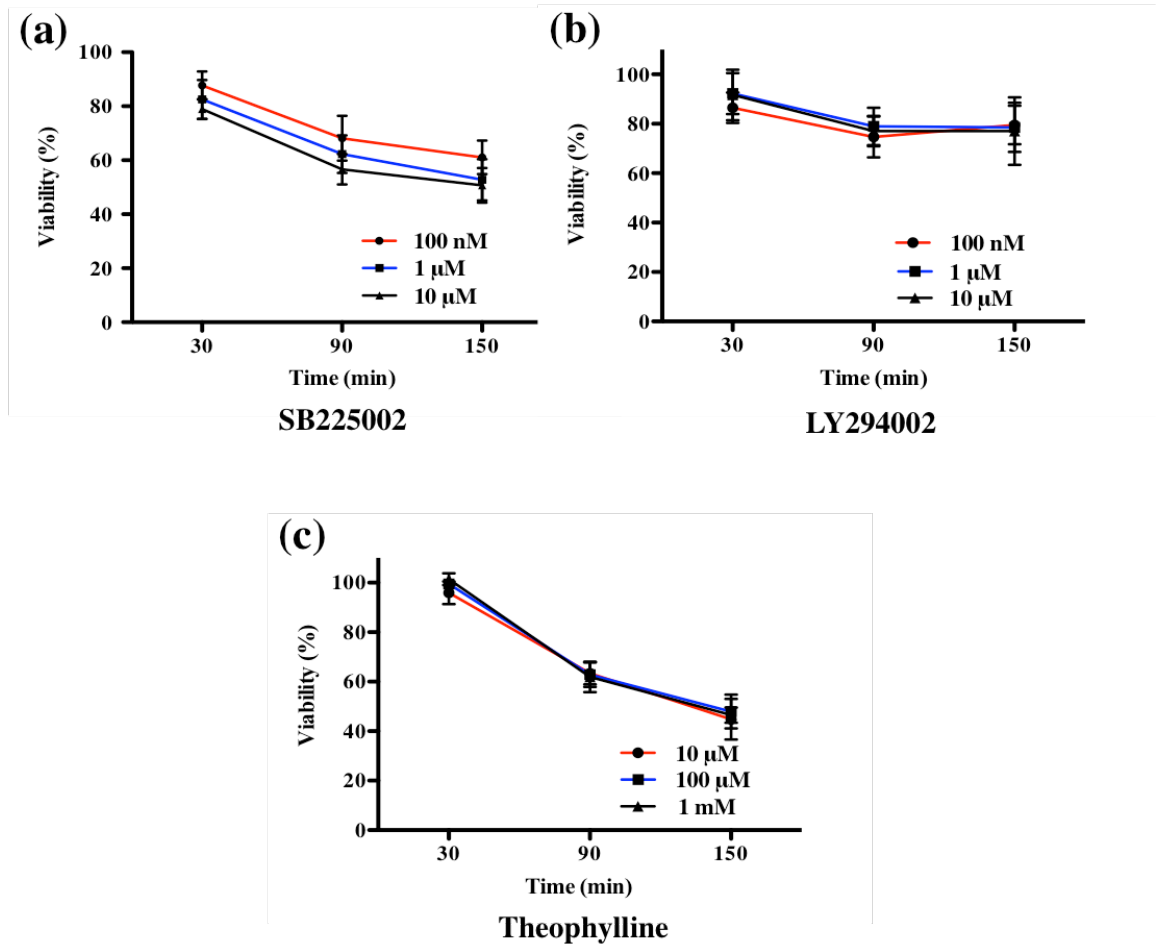 (a)
100
80
60
40
20
0
Viability (%)
100 nM
1 μM
10 μM
30 90 150
Time (min)
SB225002
(b)
100
80
60
40
20
0
Viability (%)
100 nM
1 μM
10 μM
30 90 150
Time (min)
LY294002
(c)
100
80
60
40
20
0
Viability (%)
10 μM
100 μM
1 mM
30 90 150
Time (min)
Theophylline